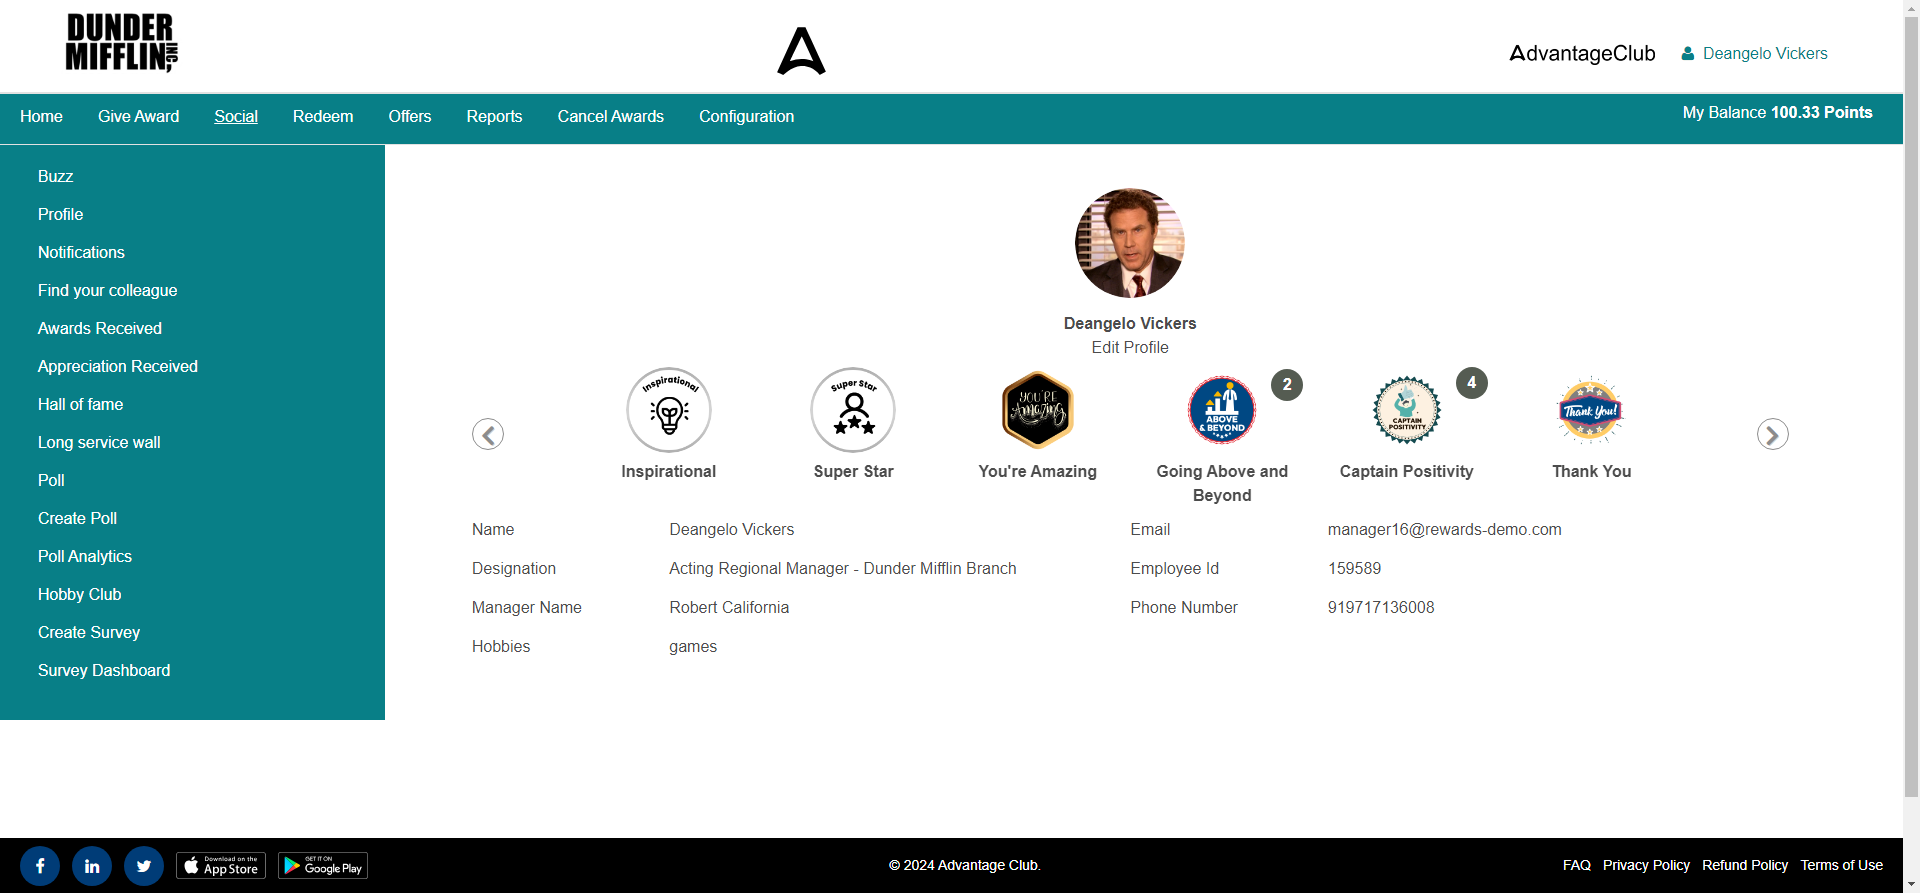 DUNDER
MIFFLIN INC,
AdvantageClub
Deangelo Vickers
Home
Give Award
Social
Redeem
Offers
Reports
Cancel Awards
Configuration
My Balance 100.33 Points
Buzz
Profile
Notifications
Find your colleague
Awards Received
Appreciation Received
Hall of fame
Long service wall
Poll
Create Poll
Poll Analytics
Hobby Club
Create Survey
Survey Dashboard
Deangelo Vickers
Edit Profile
Inspirational
Inspirational
Super Star
Super Star
YOU'RE
Amazing
You're Amazing
2
ABOVE
& BEYOND
Going Above and
Beyond
4
CAPTAIN
POSITIVITY
Captain Positivity
Thank You!
Thank You
Name
Deangelo Vickers
Email
manager16@rewards-demo.com
Designation
Acting Regional Manager - Dunder Mifflin Branch
Employee Id
159589
Manager Name
Robert California
Phone Number
919717136008
Hobbies
games
Download on the
App Store
GET IT ON
Google Play
© 2024 Advantage Club.
FAQ
Privacy Policy
Refund Policy
Terms of Use